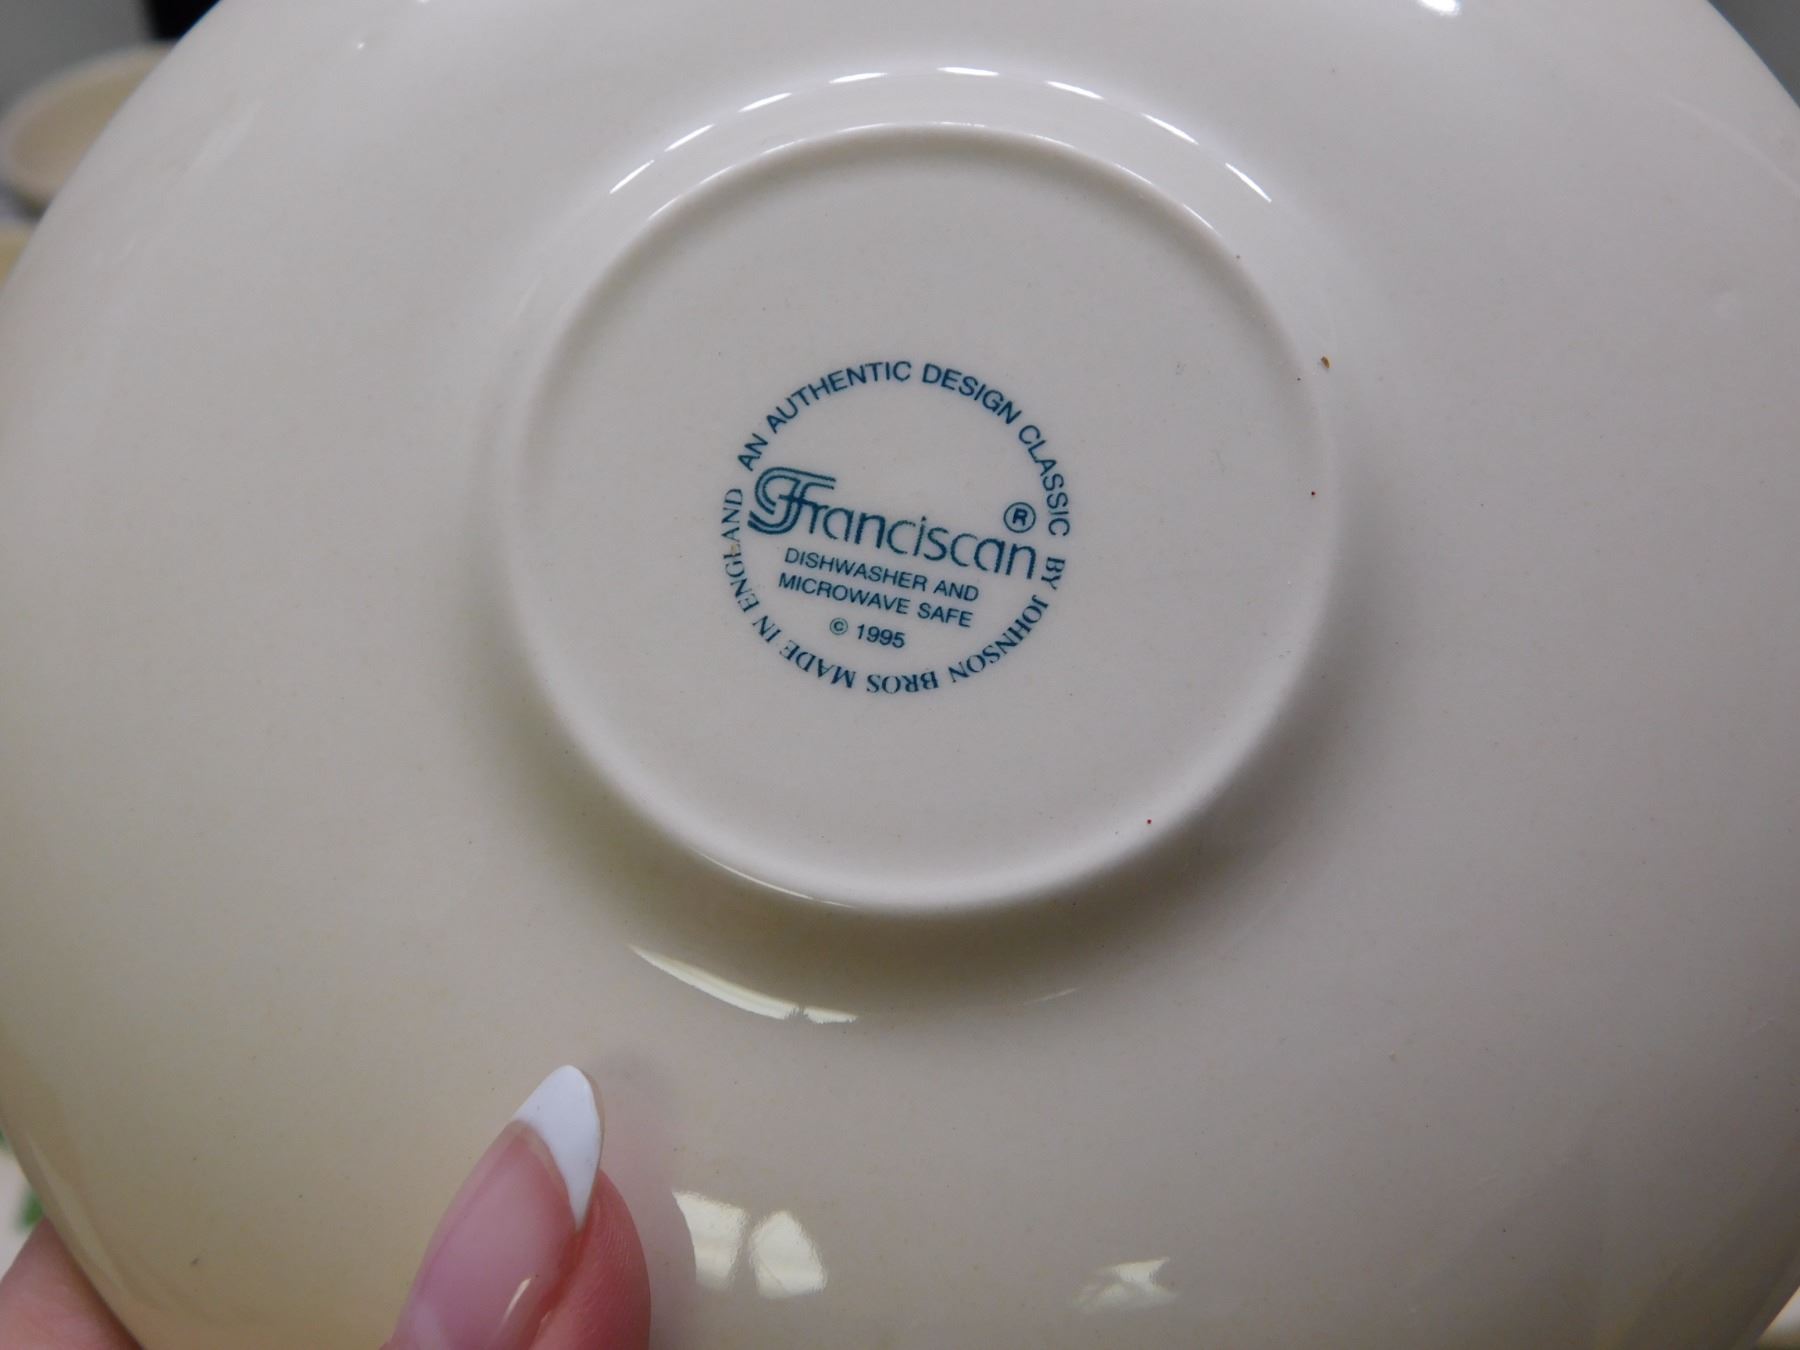 AN AUTHENTIC DESIGN CLASSIC BY JOHNSON BROS MADE IN ENGLAND
Franciscan ®
DISHWASHER AND
MICROWAVE SAFE
© 1995